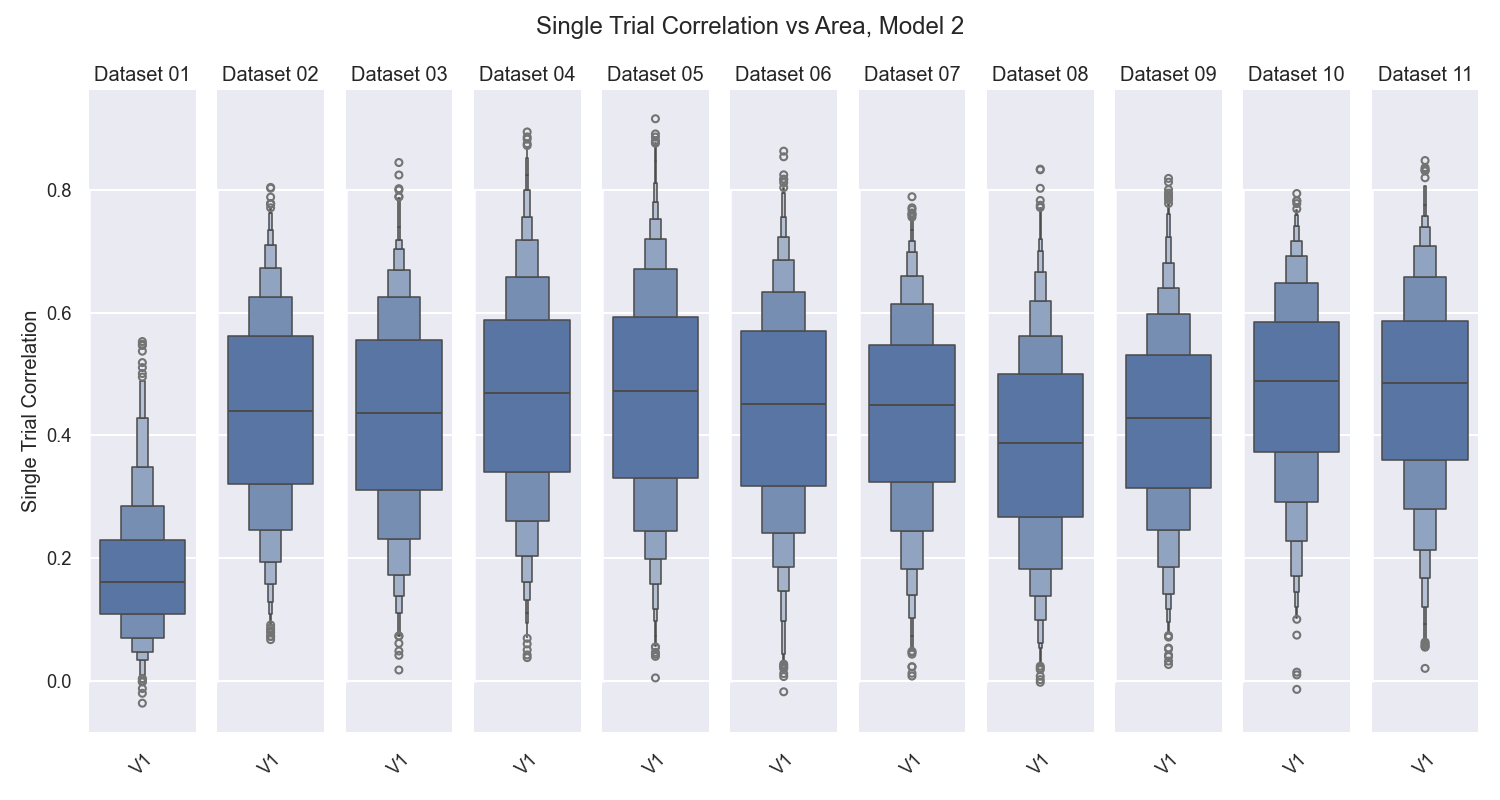 Single Trial Correlation vs Area, Model 2
Dataset 01 Dataset 02 Dataset 03 Dataset 04 Dataset 05 Dataset 06 Dataset 07 Dataset 08 Dataset 09 Dataset 10 Dataset 11
Single Trial Correlation
0.8
0.6
0.4
0.2
0.0
V1 V1 V1 V1 V1 V1 V1 V1 V1 V1 V1